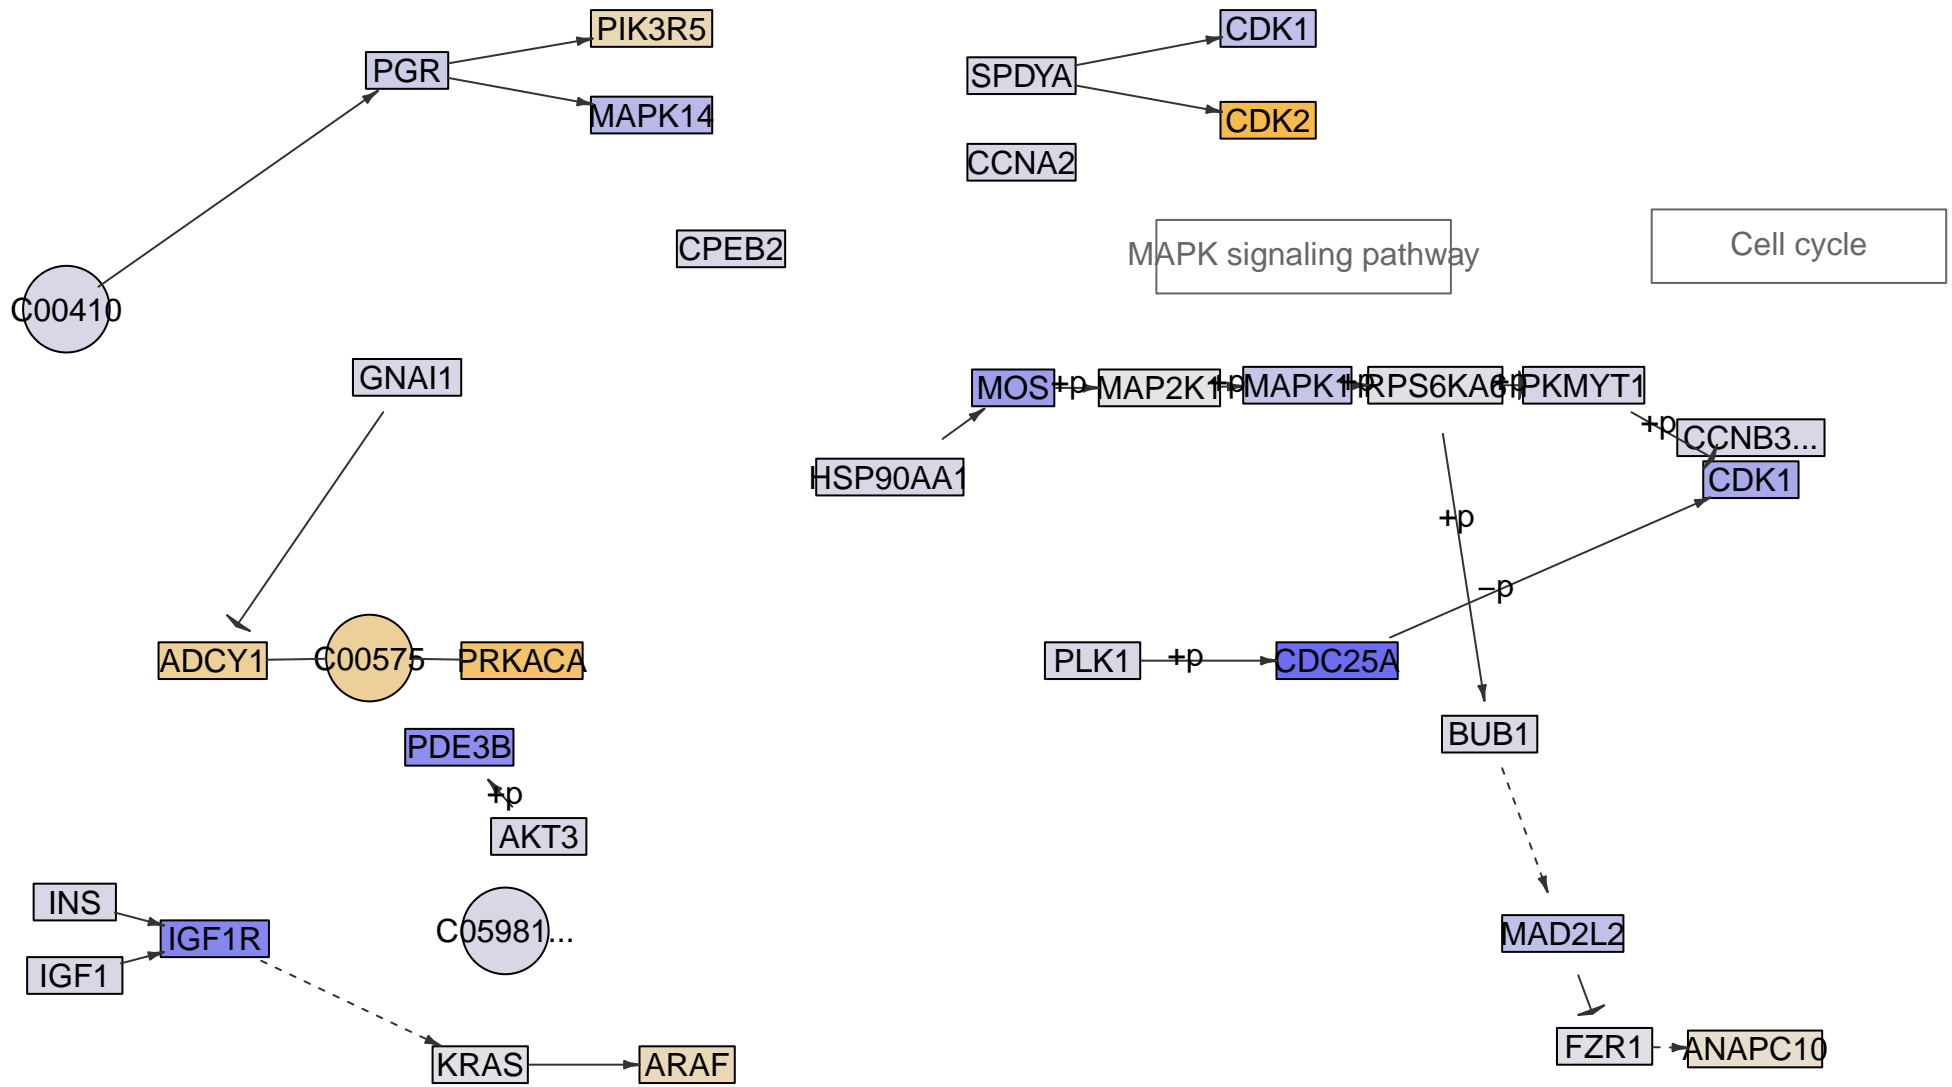 PIK3R5
CDK1
PGR
SPDYA
MAPK14
CDK2
CCNA2
CPEB2
MAPK signaling pathway
Cell cycle
C00410
GNAI1
MOS
+p
MAP2K1
+p
MAPK1
+p
RPS6KA6
+p
PKMYT1
+p
CCNB3...
HSP90AA1
CDK1
+p
–p
ADCY1
C00575
PRKACA
PLK1
+p
CDC25A
BUB1
PDE3B
+p
AKT3
INS
IGF1R
C05981...
MAD2L2
IGF1
KRAS
ARAF
FZR1
ANAPC10